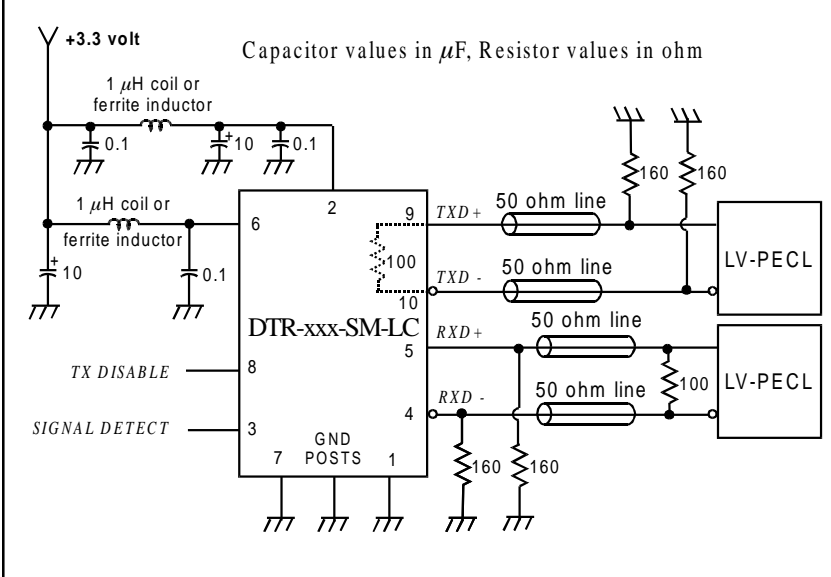 +3.3 volt
Capacitor values in μF, Resistor values in ohm
1 μH coil or
ferrite inductor
0.1
+
10
0.1
1 μH coil or
ferrite inductor
+
10
0.1
2
6
9
100
10
DTR-xxx-SM-LC
5
8
4
3
GND
POSTS
7
1
TX DISABLE
SIGNAL DETECT
TXD+
50 ohm line
160
160
TXD -
50 ohm line
LV-PECL
RXD+
50 ohm line
RXD -
50 ohm line
100
LV-PECL
160
160